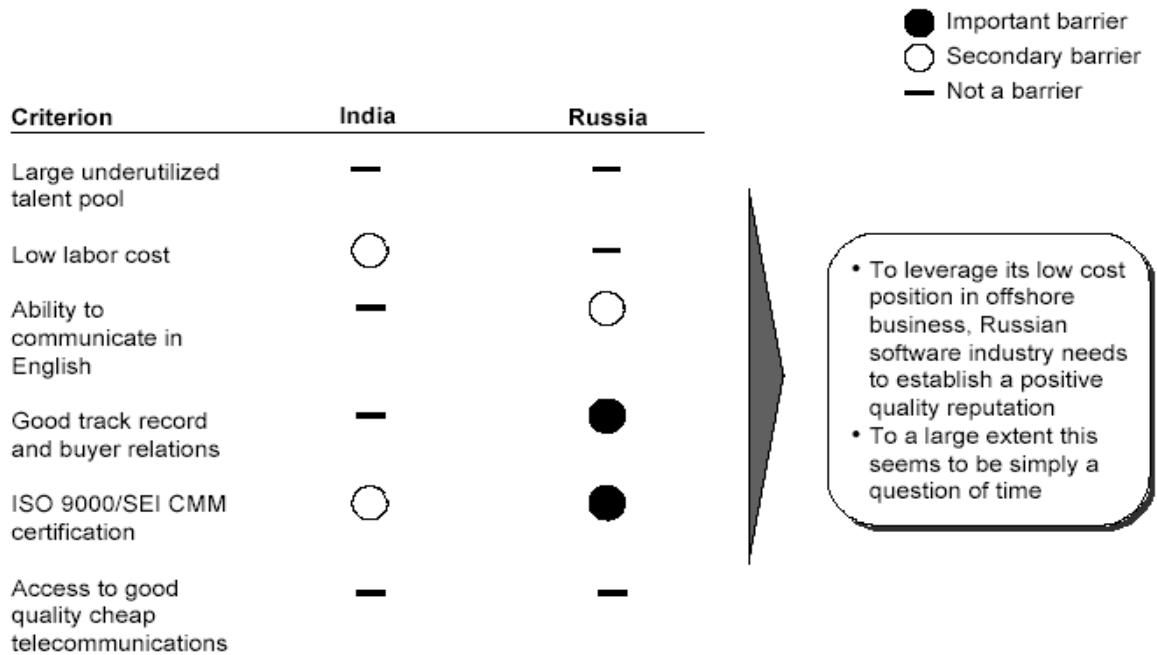 Important barrier
Secondary barrier
Not a barrier
Criterion India Russia
Large underutilized
talent pool
Low labor cost
Ability to
communicate in
English
Good track record
and buyer relations
ISO 9000/SEI CMM
certification
Access to good
quality cheap
telecommunications
• To leverage its low cost
position in offshore
business, Russian
software industry needs
to establish a positive
quality reputation
• To a large extent this
seems to be simply a
question of time